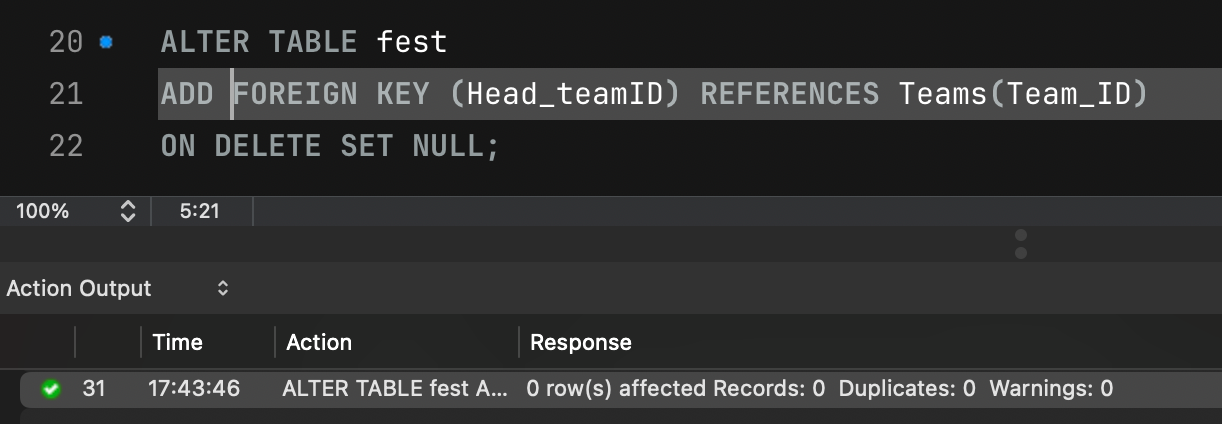 20 ALTER TABLE fest
21 ADD FOREIGN KEY (Head_teamID) REFERENCES Teams(Team_ID)
22 ON DELETE SET NULL;
100% 5:21
Action Output
Time Action Response
31 17:43:46 ALTER TABLE fest A... 0 row(s) affected Records: 0 Duplicates: 0 Warnings: 0